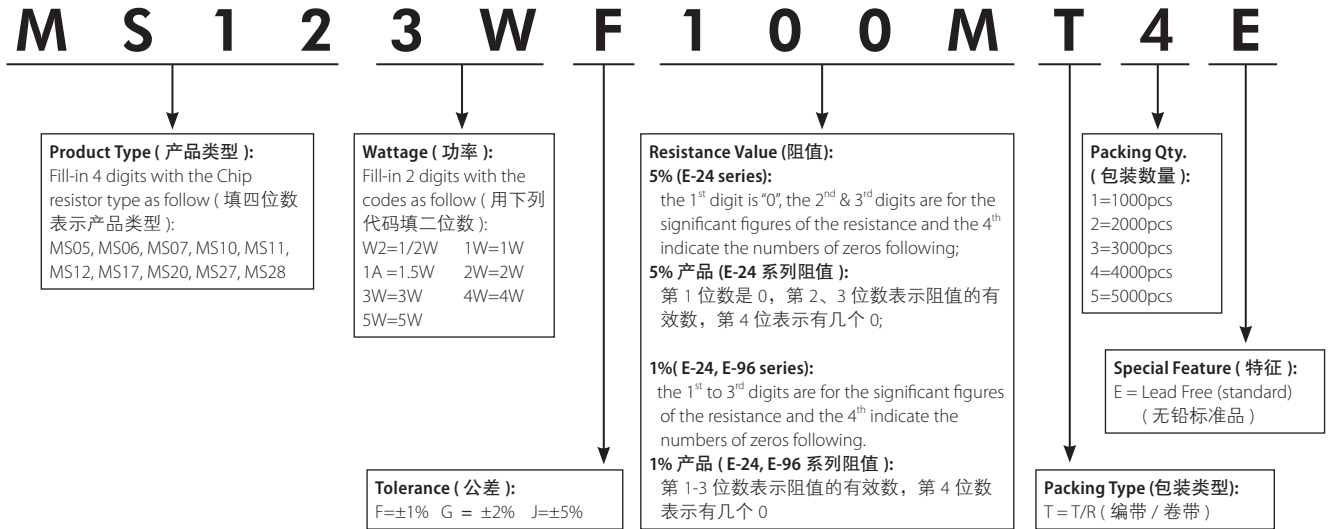 M S 1 2 3 W F 1 0 0 M T 4 E
Product Type ( 产品类型 ):
Fill-in 4 digits with the Chip
resistor type as follow ( 填四位数
表示产品类型 ):
MS05, MS06, MS07, MS10, MS11,
MS12, MS17, MS20, MS27, MS28
Wattage ( 功率 ):
Fill-in 2 digits with the
codes as follow ( 用下列
代码填二位数 ):
W2=1/2W 1W=1W
1A =1.5W 2W=2W
3W=3W 4W=4W
5W=5W
Resistance Value (阻值):
5% (E-24 series):
the 1st digit is “0”, the 2nd & 3rd digits are for the
significant figures of the resistance and the 4th
indicate the numbers of zeros following;
5% 产品 (E-24 系列阻值 ):
第 1 位数是 0，第 2、3 位数表示阻值的有
效数，第 4 位表示有几个 0;
1%( E-24, E-96 series):
the 1st to 3rd digits are for the significant figures
of the resistance and the 4th indicate the
numbers of zeros following.
1% 产品 ( E-24, E-96 系列阻值 ):
第 1-3 位数表示阻值的有效数，第 4 位数
表示有几个 0
Packing Qty.
( 包装数量 ):
1=1000pcs
2=2000pcs
3=3000pcs
4=4000pcs
5=5000pcs
Special Feature ( 特征 ):
E = Lead Free (standard)
( 无铅标准品 )
Tolerance ( 公差 ):
F=±1% G = ±2% J=±5%
Packing Type (包装类型):
T = T/R ( 编带 / 卷带 )